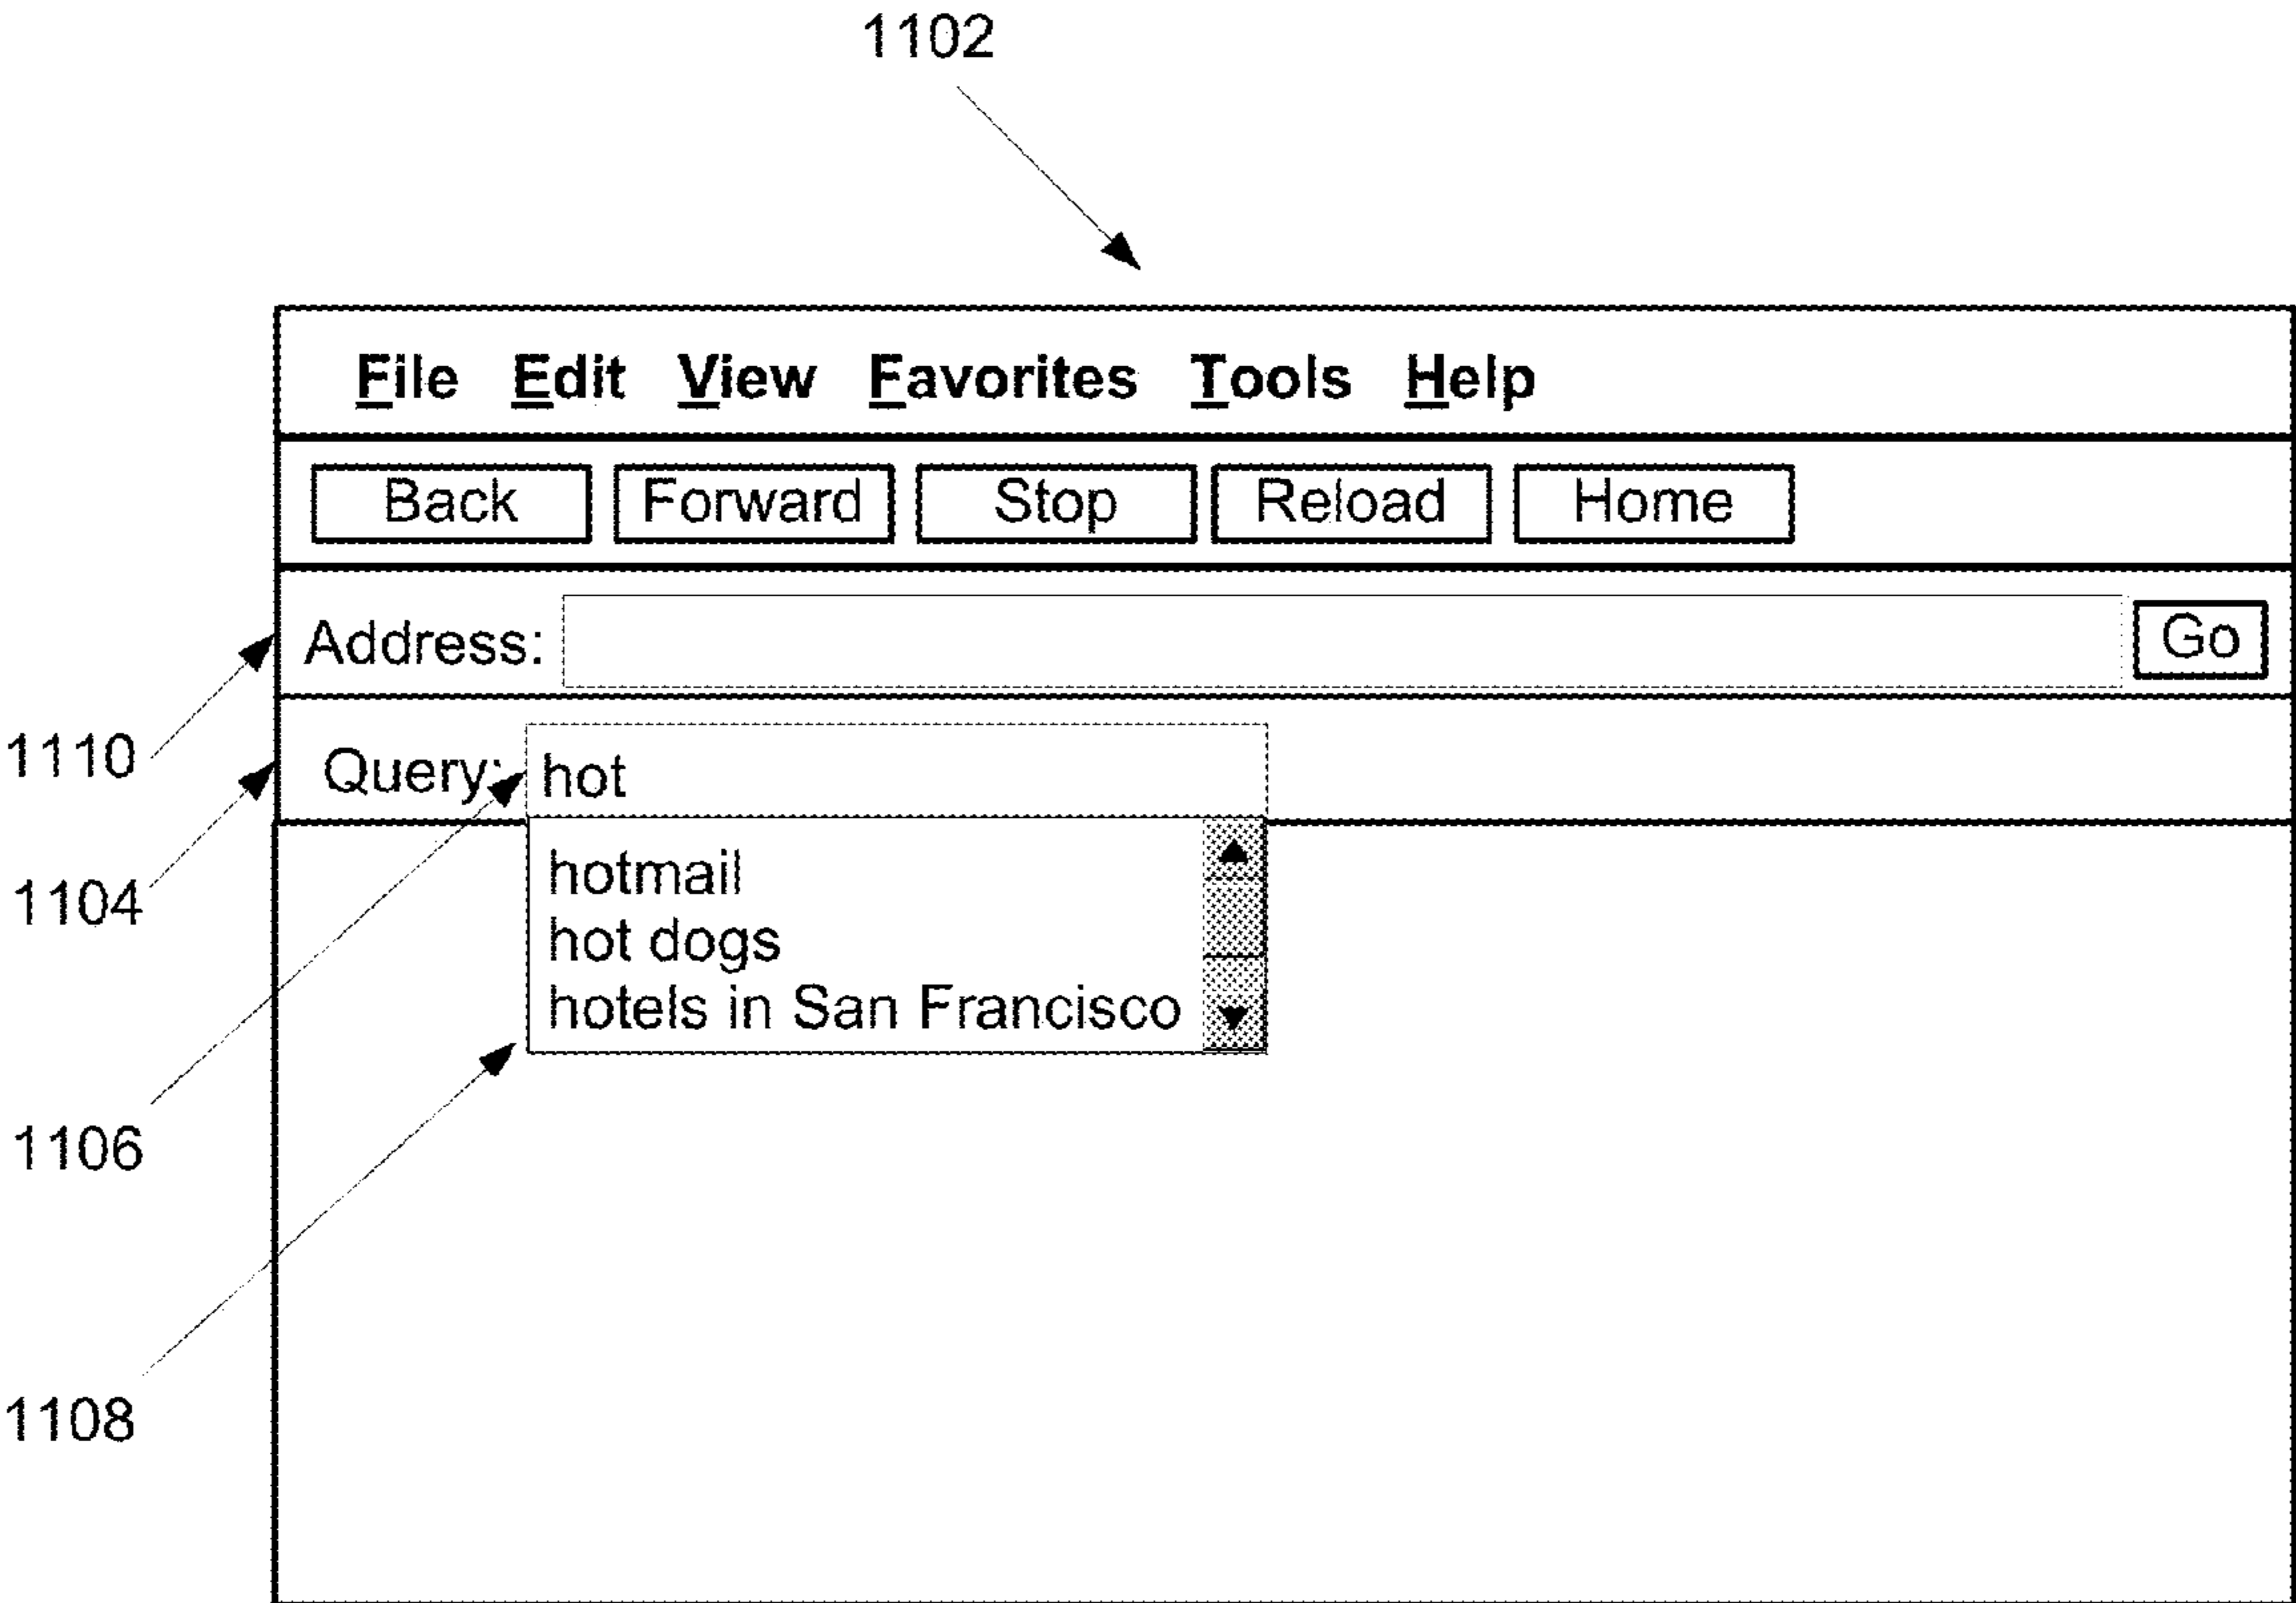 1102
File Edit View Favorites Tools Help
Back Forward Stop Reload Home
Address: Go
1110
Query: hot
hotmail
1104
hot dogs
hotels in San Francisco
1106
1108